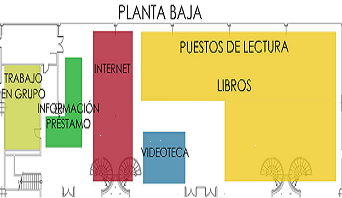 PLANTA BAJA
PUESTOS DE LECTURA
LIBROS
INTERNET
TRABAJO
EN GRUPO
INFORMACIÓN
PRÉSTAMO
VIDEOTECA